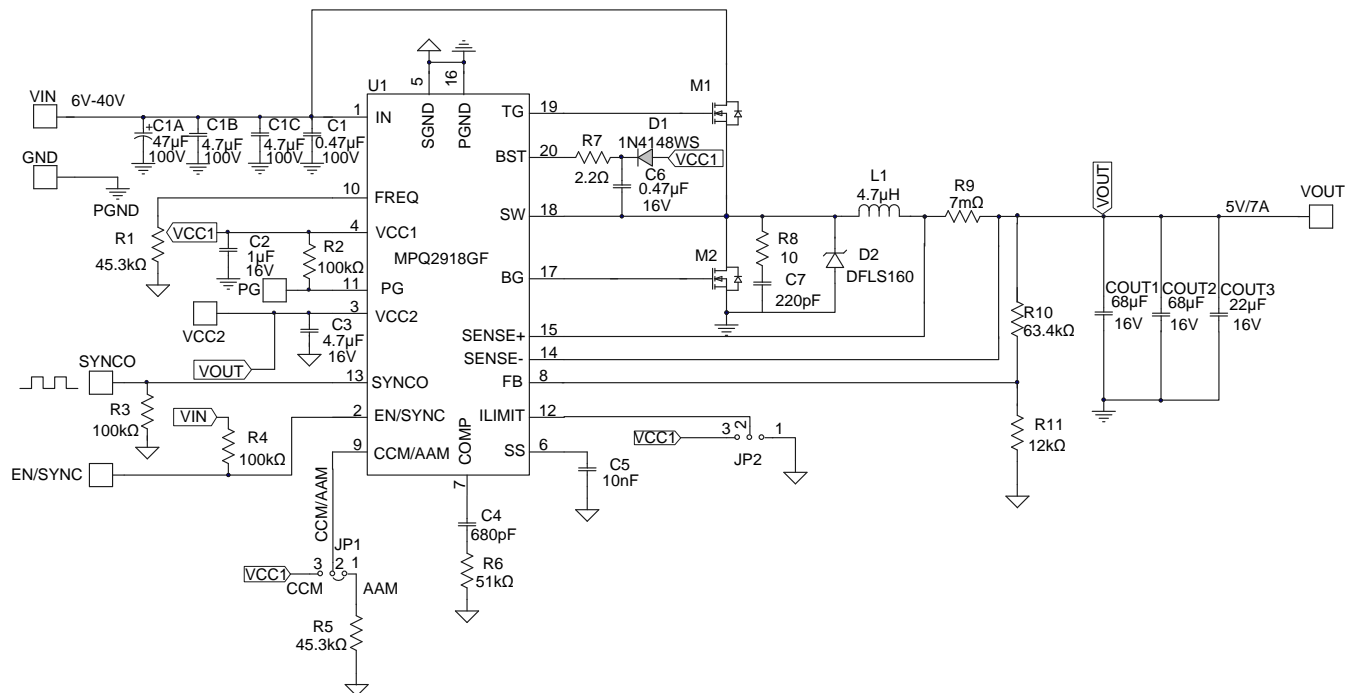 VIN
6V-40V
C1A
47µF
100V
C1B
4.7µF
100V
C1C
4.7µF
100V
C1
0.47µF
100V
GND
PGND
U1
MPQ2918GF
5
SGND
16
PGND
1
IN
10
FREQ
R1
45.3kΩ
VCC1
4
VCC1
C2
1µF
16V
R2
100kΩ
PG
11
PG
VCC2
3
VCC2
C3
4.7µF
16V
VOUT
SYNCO
13
SYNCO
R3
100kΩ
VIN
R4
100kΩ
2
EN/SYNC
EN/SYNC
9
CCM/AAM
CCM/AAM
JP1
VCC1
3
2
1
CCM
AAM
R5
45.3kΩ
COMP
7
C4
680pF
R6
51kΩ
TG
19
M1
BST
20
R7
2.2Ω
D1
1N4148WS
VCC1
C6
0.47µF
16V
SW
18
BG
17
M2
R8
10
C7
220pF
D2
DFLS160
L1
4.7µH
R9
7mΩ
SENSE+
15
SENSE-
14
FB
8
ILIMIT
12
VCC1
3
2
1
JP2
SS
6
C5
10nF
R10
63.4kΩ
R11
12kΩ
VOUT
5V/7A
VOUT
COUT1
68µF
16V
COUT2
68µF
16V
COUT3
22µF
16V